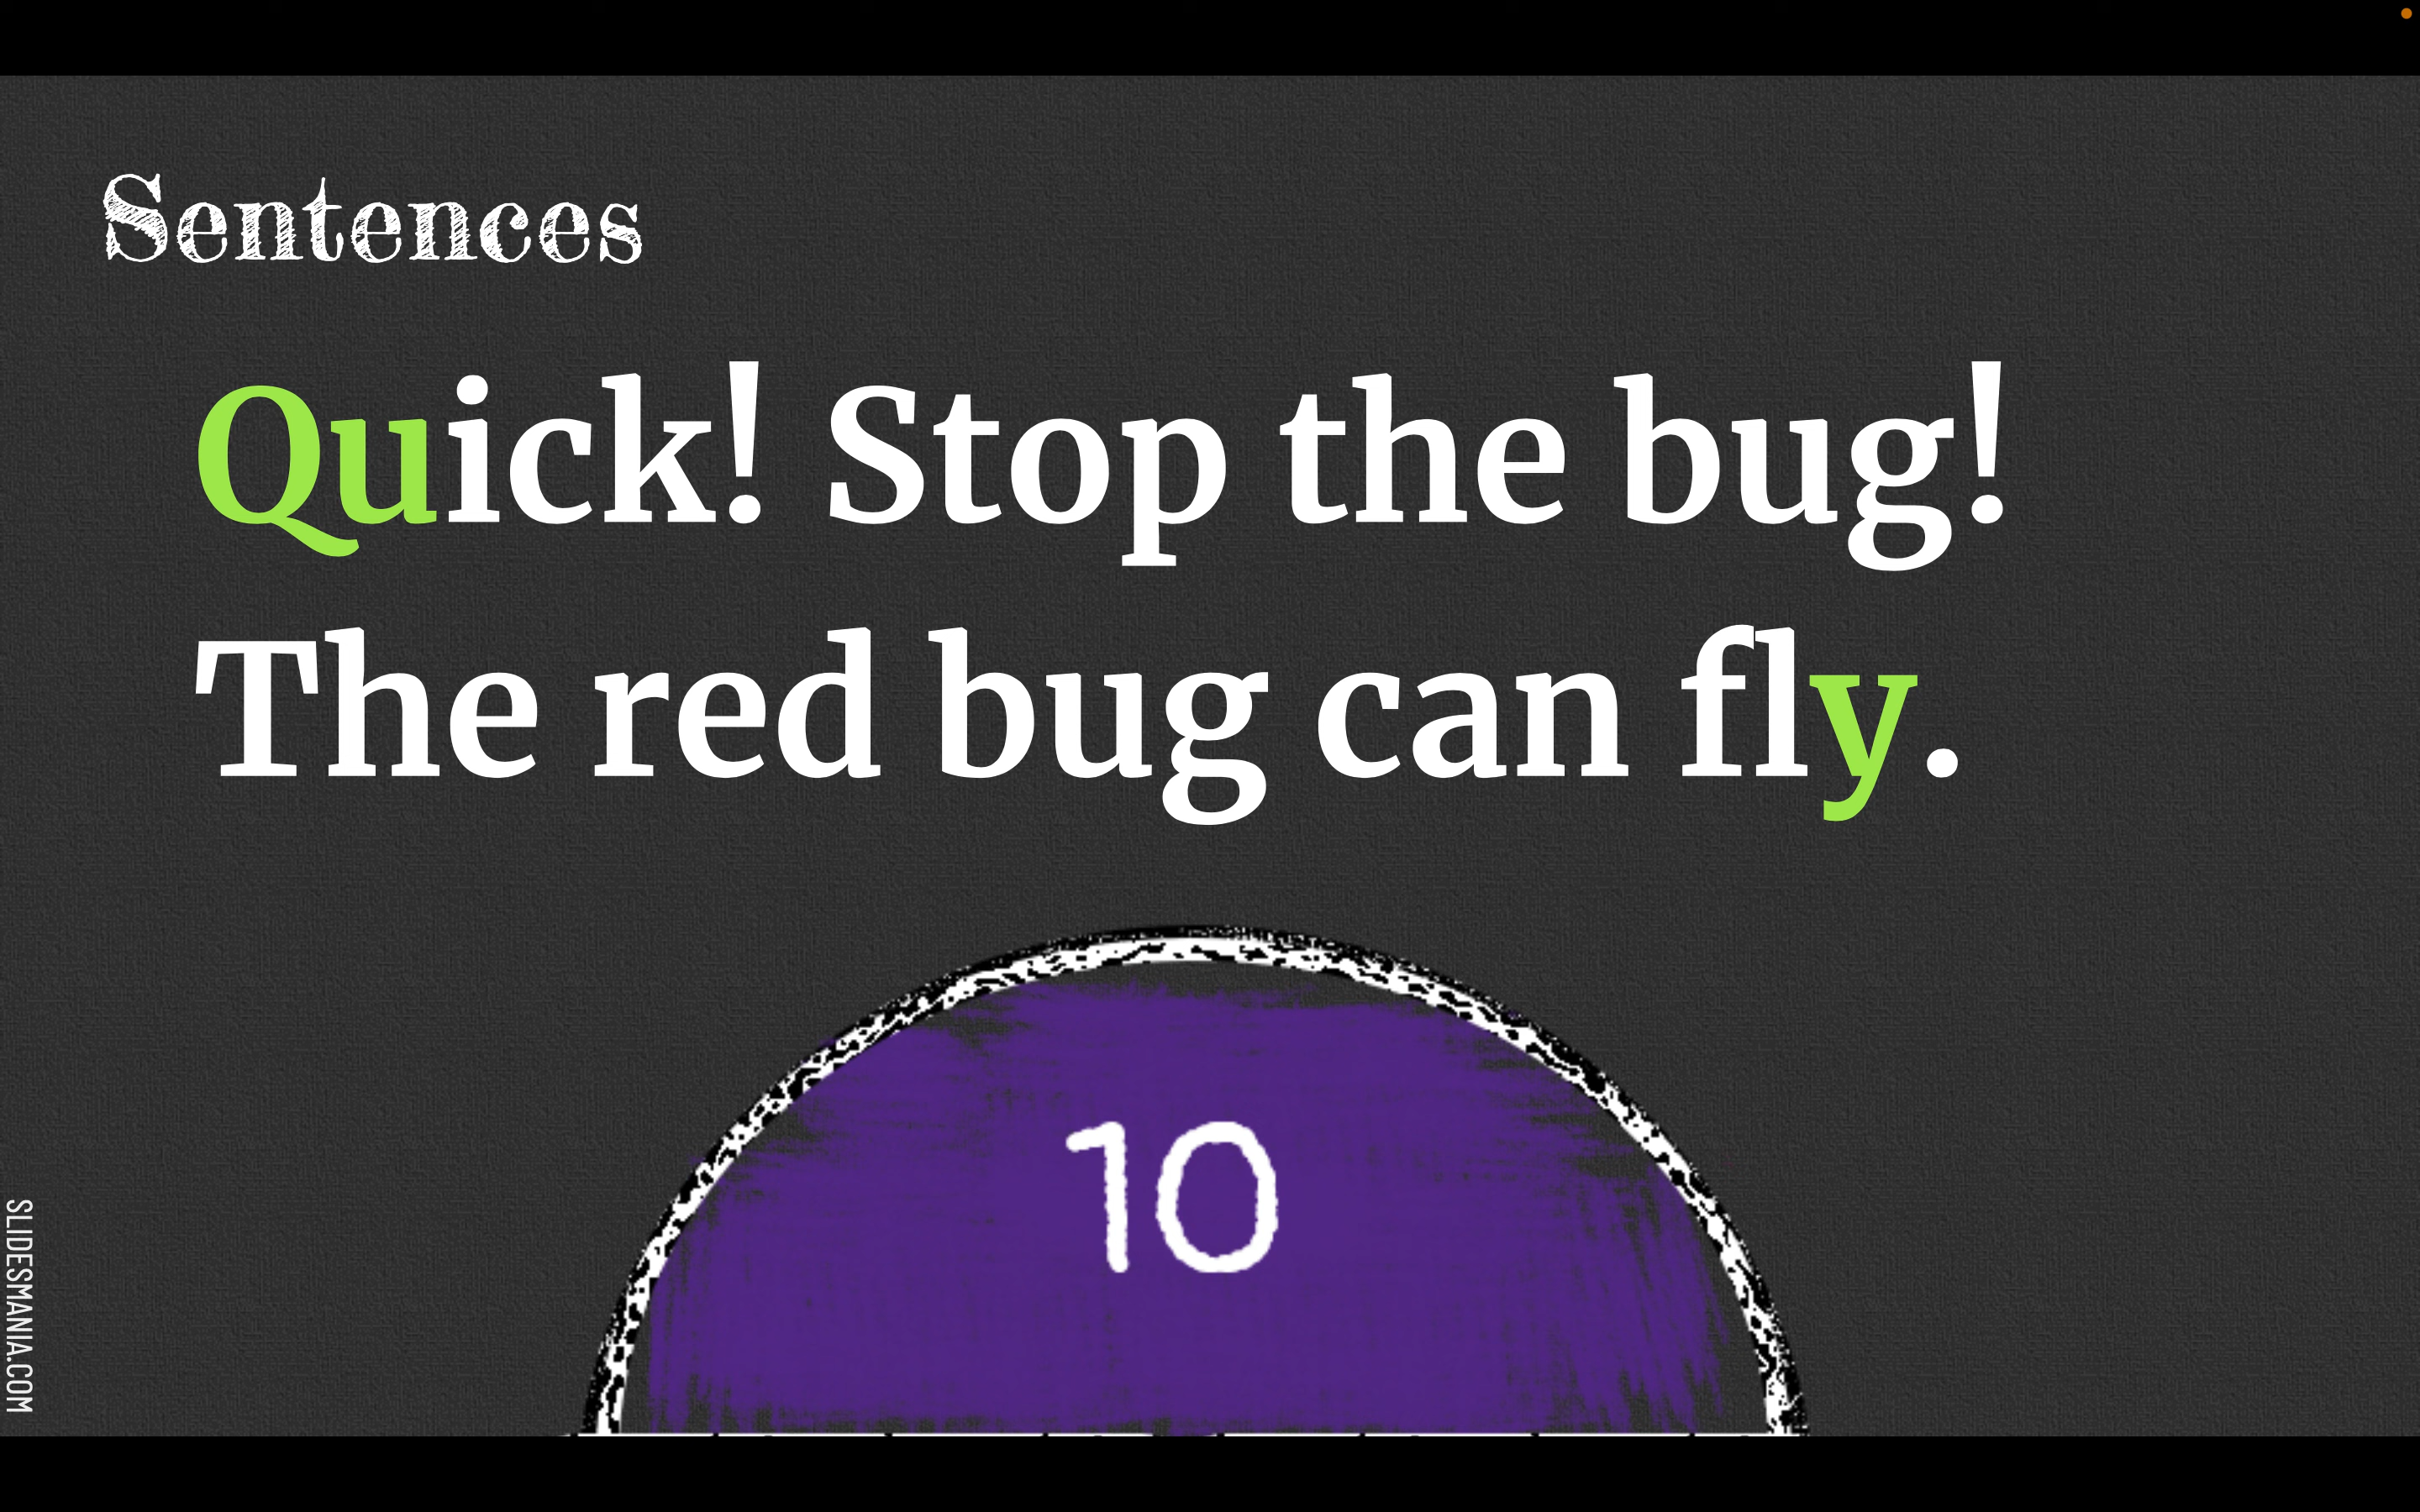 Sentences
Quick! Stop the bug!
The red bug can fly.
10
SLIDESMANIA.COM